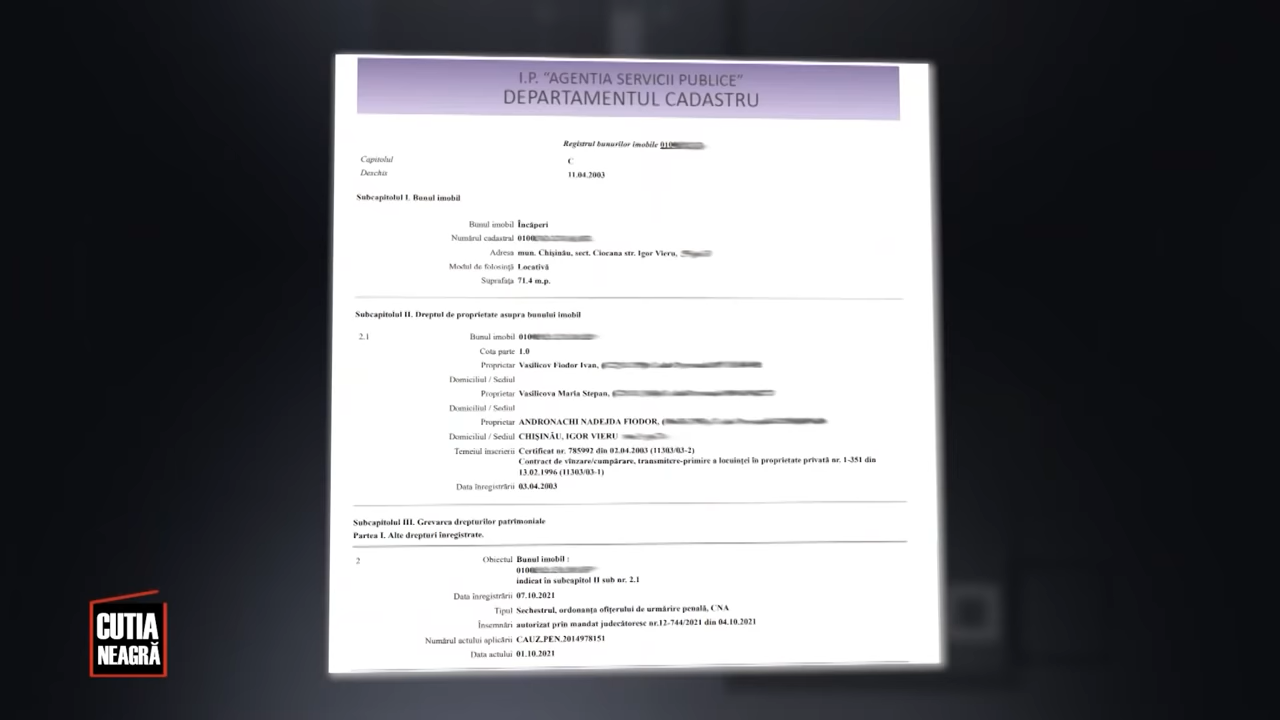 I.P. “AGENTIA SERVICII PUBLICE”
DEPARTAMENTUL CADASTRU
Registrul bunurilor imobile 010
Capitolul C
Deschis 11.04.2003
Subcapitolul I. Bunul imobil
Bunul imobil Încăperi
Numărul cadastral 0100
Adresa mun. Chişinău, sect. Ciocana str. Igor Vieru,
Modul de folosinţă Locativă
Suprafaţa 71.4 m.p.
Subcapitolul II. Dreptul de proprietate asupra bunului imobil
2.1 Bunul imobil 010
Cota parte 1.0
Proprietar Vasilicov Fiodor Ivan,
Domiciliul / Sediul
Proprietar Vasilicova Maria Stepan,
Domiciliul / Sediul
Proprietar ANDRONACHI NADEJDA FIODOR,
Domiciliul / Sediul CHIŞINĂU, IGOR VIERU
Temeiul înscrierii Certificat nr. 785992 din 02.04.2003 (11303/03-2)
Contract de vînzare/cumpărare, transmitere-primire a locuinţei în proprietate privată nr. 1-351 din
13.02.1996 (11303/03-1)
Data înregistrării 03.04.2003
Subcapitolul III. Grevarea drepturilor patrimoniale
Partea I. Alte drepturi înregistrate.
2 Obiectul Bunul imobil :
0100
indicat în subcapitol II sub nr. 2.1
Data înregistrării 07.10.2021
Tipul Sechestrul, ordonanţa ofiţerului de urmărire penală, CNA
Însemnări autorizat prin mandat judecătoresc nr.12-744/2021 din 04.10.2021
Numărul actului aplicării CAUZ.PEN.2014978151
Data actului 01.10.2021
CUTIA
NEAGRĂ